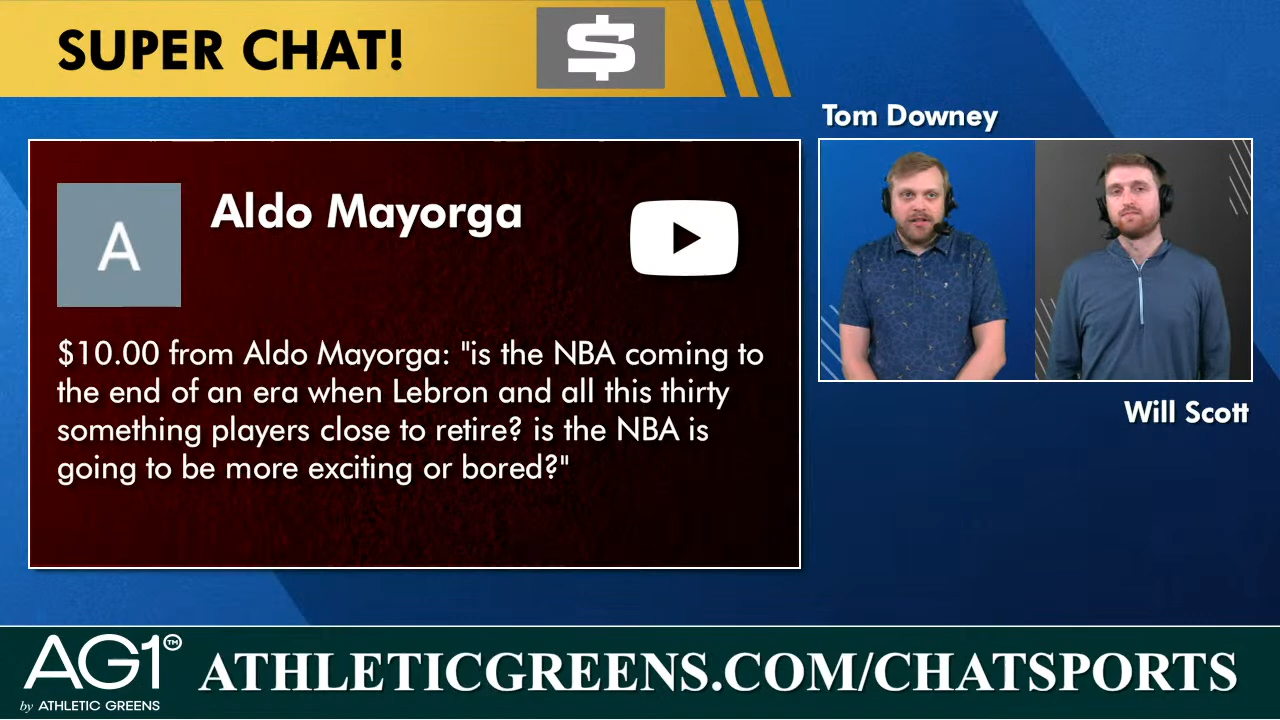 SUPER CHAT!
$
Tom Downey
A
Aldo Mayorga
$10.00 from Aldo Mayorga: "is the NBA coming to
the end of an era when Lebron and all this thirty
something players close to retire? is the NBA is
going to be more exciting or bored?"
Will Scott
AG1™
by ATHLETIC GREENS
ATHLETICGREENS.COM/CHATSPORTS